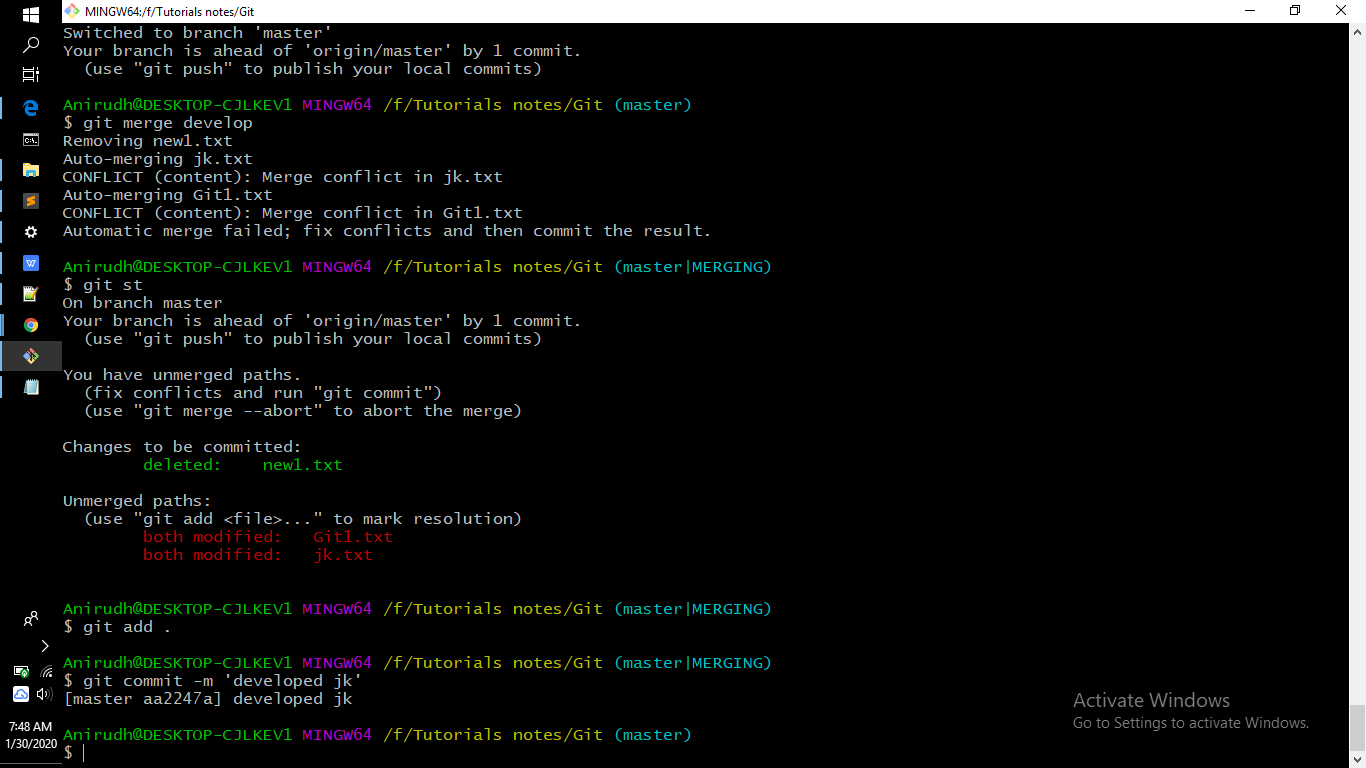 MINGW64:/f/Tutorials notes/Git
Switched to branch 'master'
Your branch is ahead of 'origin/master' by 1 commit.
  (use "git push" to publish your local commits)
Anirudh@DESKTOP-CJLKEV1 MINGW64 /f/Tutorials notes/Git (master)
$ git merge develop
Removing new1.txt
Auto-merging jk.txt
CONFLICT (content): Merge conflict in jk.txt
Auto-merging Git1.txt
CONFLICT (content): Merge conflict in Git1.txt
Automatic merge failed; fix conflicts and then commit the result.
Anirudh@DESKTOP-CJLKEV1 MINGW64 /f/Tutorials notes/Git (master|MERGING)
$ git st
On branch master
Your branch is ahead of 'origin/master' by 1 commit.
  (use "git push" to publish your local commits)
You have unmerged paths.
  (fix conflicts and run "git commit")
  (use "git merge --abort" to abort the merge)
Changes to be committed:
        deleted:    new1.txt
Unmerged paths:
  (use "git add <file>..." to mark resolution)
        both modified:   Git1.txt
        both modified:   jk.txt
Anirudh@DESKTOP-CJLKEV1 MINGW64 /f/Tutorials notes/Git (master|MERGING)
$ git add .
Anirudh@DESKTOP-CJLKEV1 MINGW64 /f/Tutorials notes/Git (master|MERGING)
$ git commit -m 'developed jk'
[master aa2247a] developed jk
Anirudh@DESKTOP-CJLKEV1 MINGW64 /f/Tutorials notes/Git (master)
$
Activate Windows
Go to Settings to activate Windows.
7:48 AM
1/30/2020